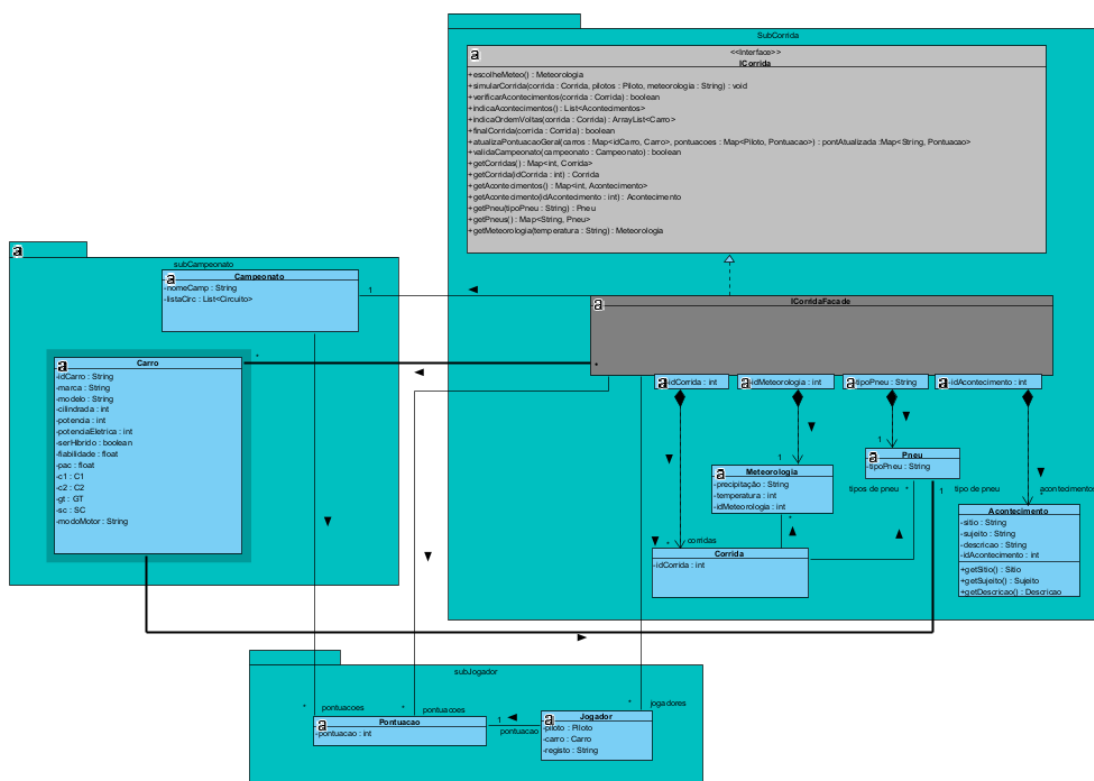 SubCorrida
<<Interface>>
ICorrida
+escolheMeteo() : Meteorologia
+simularCorrida(corrida : Corrida, pilotos : Piloto, meteorologia : String) : void
+verificarAcontecimentos(corrida : Corrida) : boolean
+indicaAcontecimentos() : List<Acontecimentos>
+indicaOrdemVoltas(corrida : Corrida) : ArrayList<Carro>
+finalCorrida(corrida : Corrida) : boolean
+atualizaPontuacaoGeral(carros : Map<idCarro, Carro>, pontuacoes : Map<Piloto, Pontuacao>) : pontAtualizada :Map<String, Pontuacao>
+validaCampeonato(campeonato : Campeonato) : boolean
+getCorridas() : Map<int, Corrida>
+getCorrida(idCorrida : int) : Corrida
+getAcontecimentos() : Map<int, Acontecimento>
+getAcontecimento(idAcontecimento : int) : Acontecimento
+getPneu(tipoPneu : String) : Pneu
+getPneus() : Map<String, Pneu>
+getMeteorologia(temperatura : String) : Meteorologia
subCampeonato
Campeonato
-nomeCamp : String
-listaCirc : List<Circuito>
1
ICorridaFacade
Carro
-idCarro : String
-marca : String
-modelo : String
-cilindrada : int
-potencia : int
-potenciaEletrica : int
-serHibrido : boolean
-fiabilidade : float
-pac : float
-c1 : C1
-c2 : C2
-gt : GT
-sc : SC
-modoMotor : String
*
*
-idCorrida : int
-idMeteorologia : int
-tipoPneu : String
-idAcontecimento : int
1
Meteorologia
-precipitação : String
-temperatura : int
-idMeteorologia : int
*
1
Pneu
-tipoPneu : String
tipos de pneu
*
1
tipo de pneu
acontecimentos
*
Acontecimento
-sitio : String
-sujeito : String
-descricao : String
-idAcontecimento : int
+getSitio() : Sitio
+getSujeito() : Sujeito
+getDescricao() : Descricao
*
corridas
Corrida
-idCorrida : int
subJogador
*
pontuacoes
*
pontuacoes
*
jogadores
Pontuacao
-pontuacao : int
1
pontuacao
Jogador
-piloto : Piloto
-carro : Carro
-registo : String